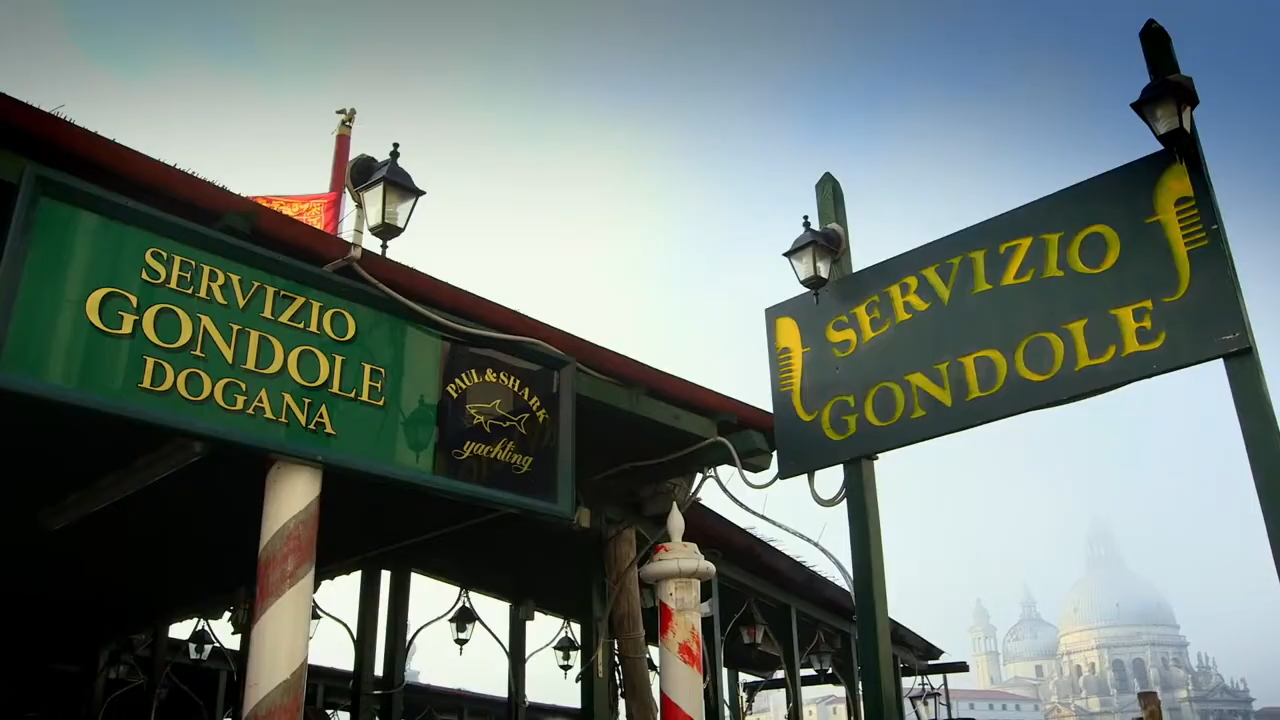 SERVIZIO
GONDOLE
DOGANA
PAUL & SHARK
yachting
SERVIZIO
GONDOLE